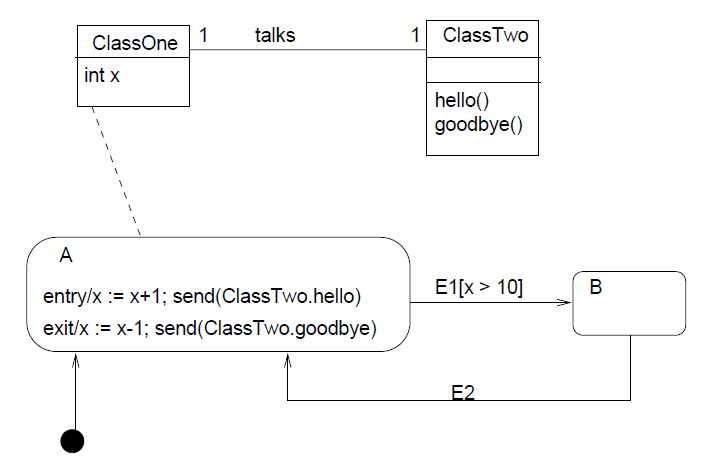 ClassOne
1
talks
1
ClassTwo
int x
hello()
goodbye()
A
entry/x := x+1; send(ClassTwo.hello)
exit/x := x-1; send(ClassTwo.goodbye)
E1[x > 10]
B
E2